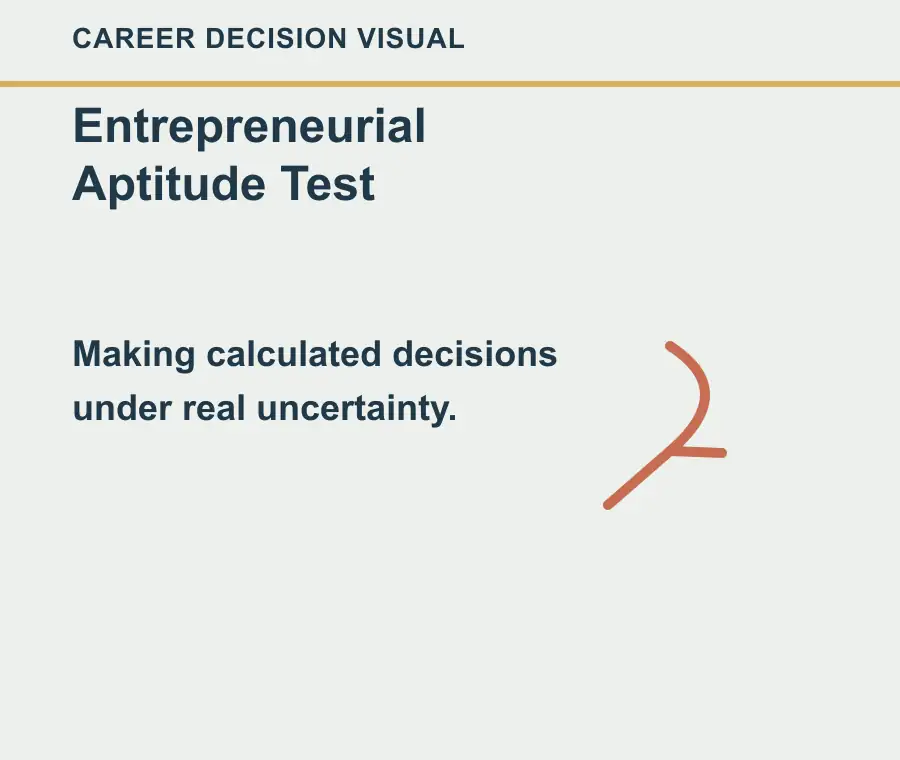 CAREER DECISION VISUAL
Entrepreneurial
Aptitude Test
Making calculated decisions
under real uncertainty.